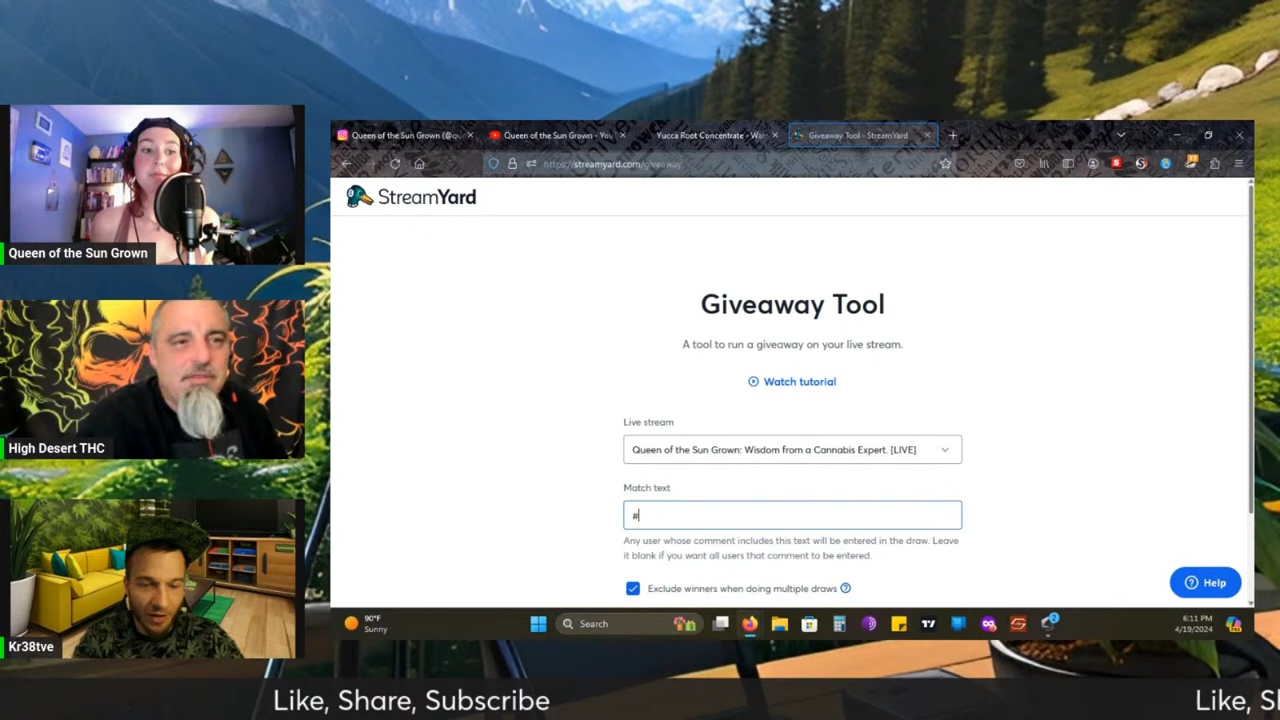 Queen of the Sun Grown (@qu
Queen of the Sun Grown - You
Yucca Root Concentrate - Wa
Giveaway Tool - StreamYard
https://streamyard.com/giveaway
StreamYard
Giveaway Tool
A tool to run a giveaway on your live stream.
Watch tutorial
Live stream
Queen of the Sun Grown: Wisdom from a Cannabis Expert. [LIVE]
Match text
#
Any user whose comment includes this text will be entered in the draw. Leave
it blank if you want all users that comment to be entered.
Exclude winners when doing multiple draws
Help
Queen of the Sun Grown
High Desert THC
Kr38tve
90°F
Sunny
Search
6:11 PM
4/19/2024
Like, Share, Subscribe
Like, S